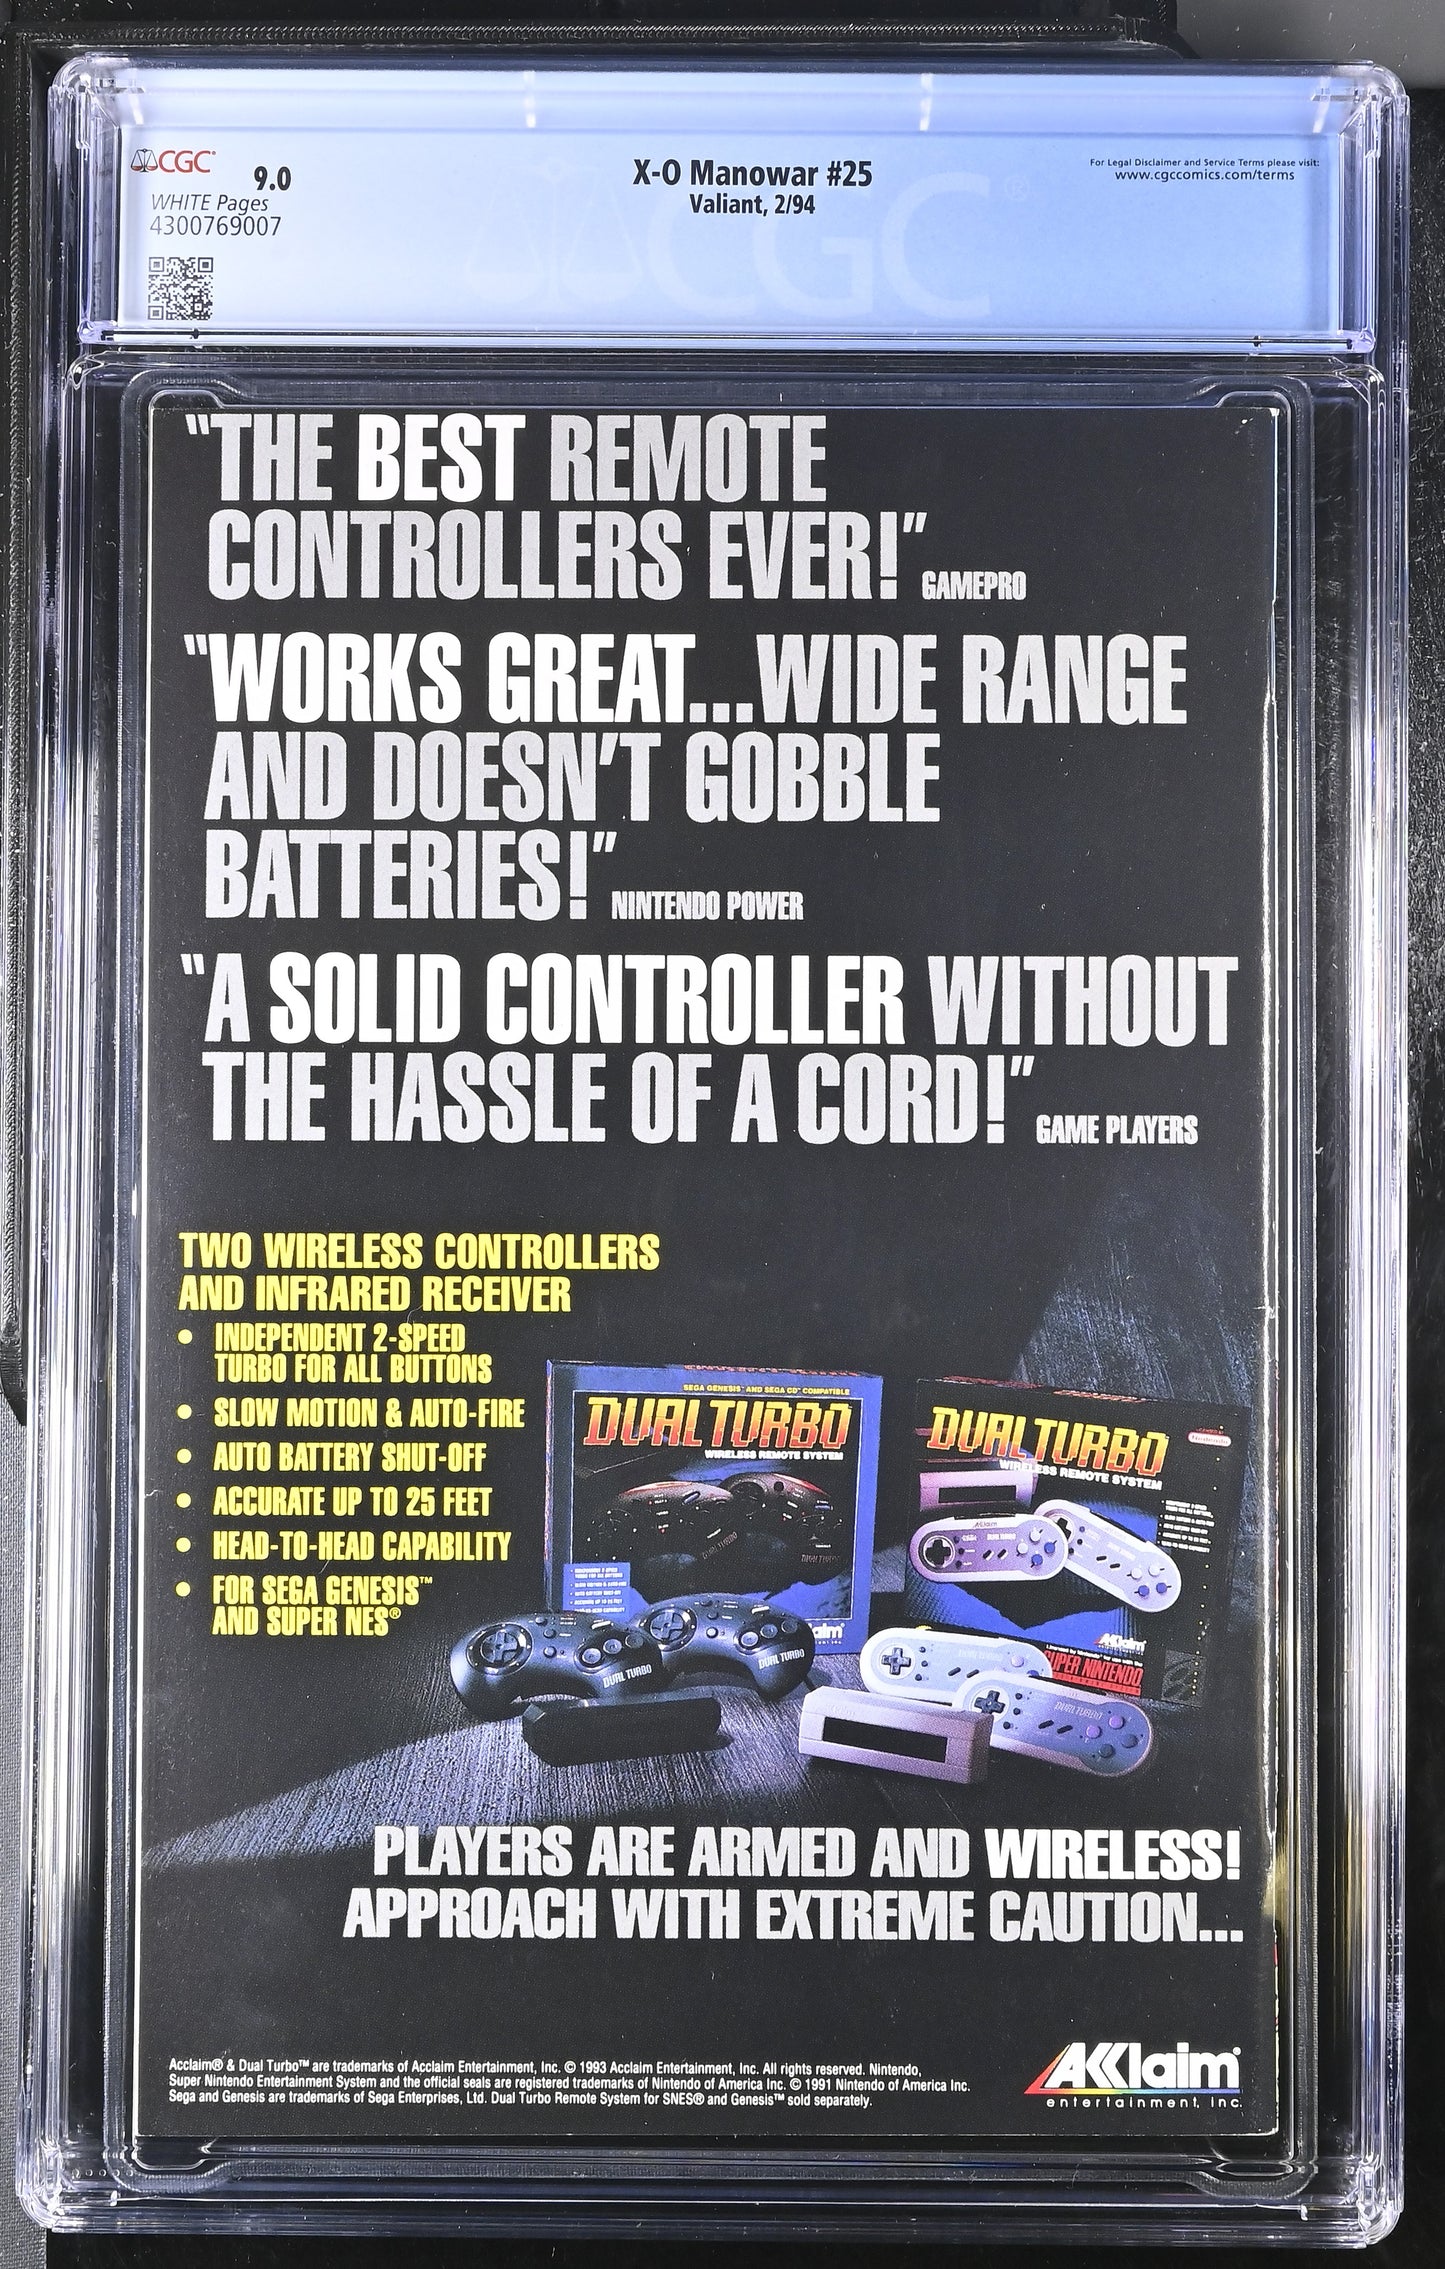 CGC
9.0
WHITE Pages
4300769007
X-O Manowar #25
Valiant, 2/94
For Legal Disclaimer and Service Terms please visit:
www.cgccomics.com/terms
CGC®
"THE BEST REMOTE
CONTROLLERS EVER!" GAMEPRO
"WORKS GREAT...WIDE RANGE
AND DOESN'T GOBBLE
BATTERIES!" NINTENDO POWER
"A SOLID CONTROLLER WITHOUT
THE HASSLE OF A CORD!" GAME PLAYERS
TWO WIRELESS CONTROLLERS
AND INFRARED RECEIVER
• INDEPENDENT 2-SPEED
TURBO FOR ALL BUTTONS
• SLOW MOTION & AUTO-FIRE
• AUTO BATTERY SHUT-OFF
• ACCURATE UP TO 25 FEET
• HEAD-TO-HEAD CAPABILITY
• FOR SEGA GENESIS™
AND SUPER NES®
SEGA GENESIS™ AND SEGA CD™ COMPATIBLE
DUAL TURBO
WIRELESS REMOTE SYSTEM
DUAL TURBO
WIRELESS REMOTE SYSTEM
Nintendo
AKKlaim
DUAL TURBO
DUAL TURBO
AKKlaim
SUPER NINTENDO
DUAL TURBO
PLAYERS ARE ARMED AND WIRELESS!
APPROACH WITH EXTREME CAUTION...
Acclaim® & Dual Turbo™ are trademarks of Acclaim Entertainment, Inc. © 1993 Acclaim Entertainment, Inc. All rights reserved. Nintendo,
Super Nintendo Entertainment System and the official seals are registered trademarks of Nintendo of America Inc. © 1991 Nintendo of America Inc.
Sega and Genesis are trademarks of Sega Enterprises, Ltd. Dual Turbo Remote System for SNES® and Genesis™ sold separately.
AKKlaim®
entertainment, inc.